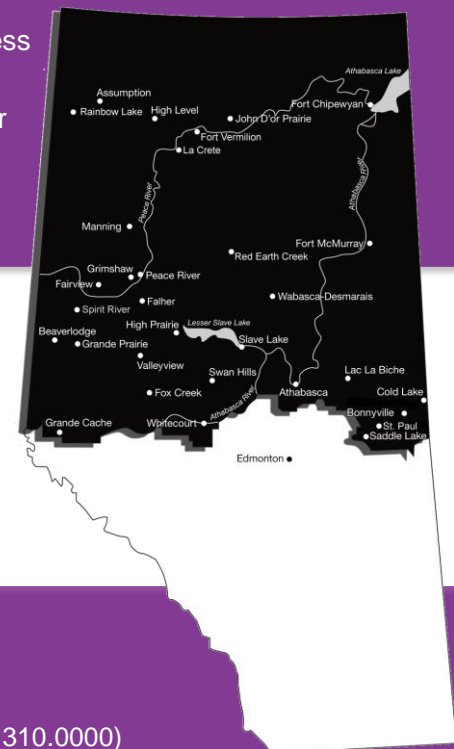 ess
r
Athabasca Lake
Assumption
Fort Chipewyan
Rainbow Lake
High Level
John D'or Prairie
Fort Vermilion
La Crete
Peace River
Athabasca River
Manning
Fort McMurray
Red Earth Creek
Grimshaw
Peace River
Fairview
Wabasca-Desmarais
Falher
Spirit River
Lesser Slave Lake
High Prairie
Beaverlodge
Grande Prairie
Slave Lake
Valleyview
Swan Hills
Lac La Biche
Fox Creek
Athabasca
Cold Lake
Athabasca River
Bonnyville
Grande Cache
Whitecourt
St. Paul
Saddle Lake
Edmonton
310.0000)